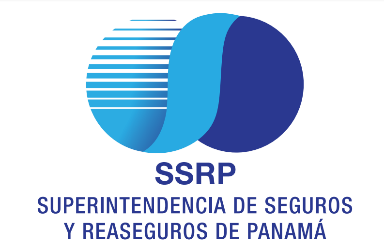 SSRP
SUPERINTENDENCIA DE SEGUROS
Y REASEGUROS DE PANAMÁ